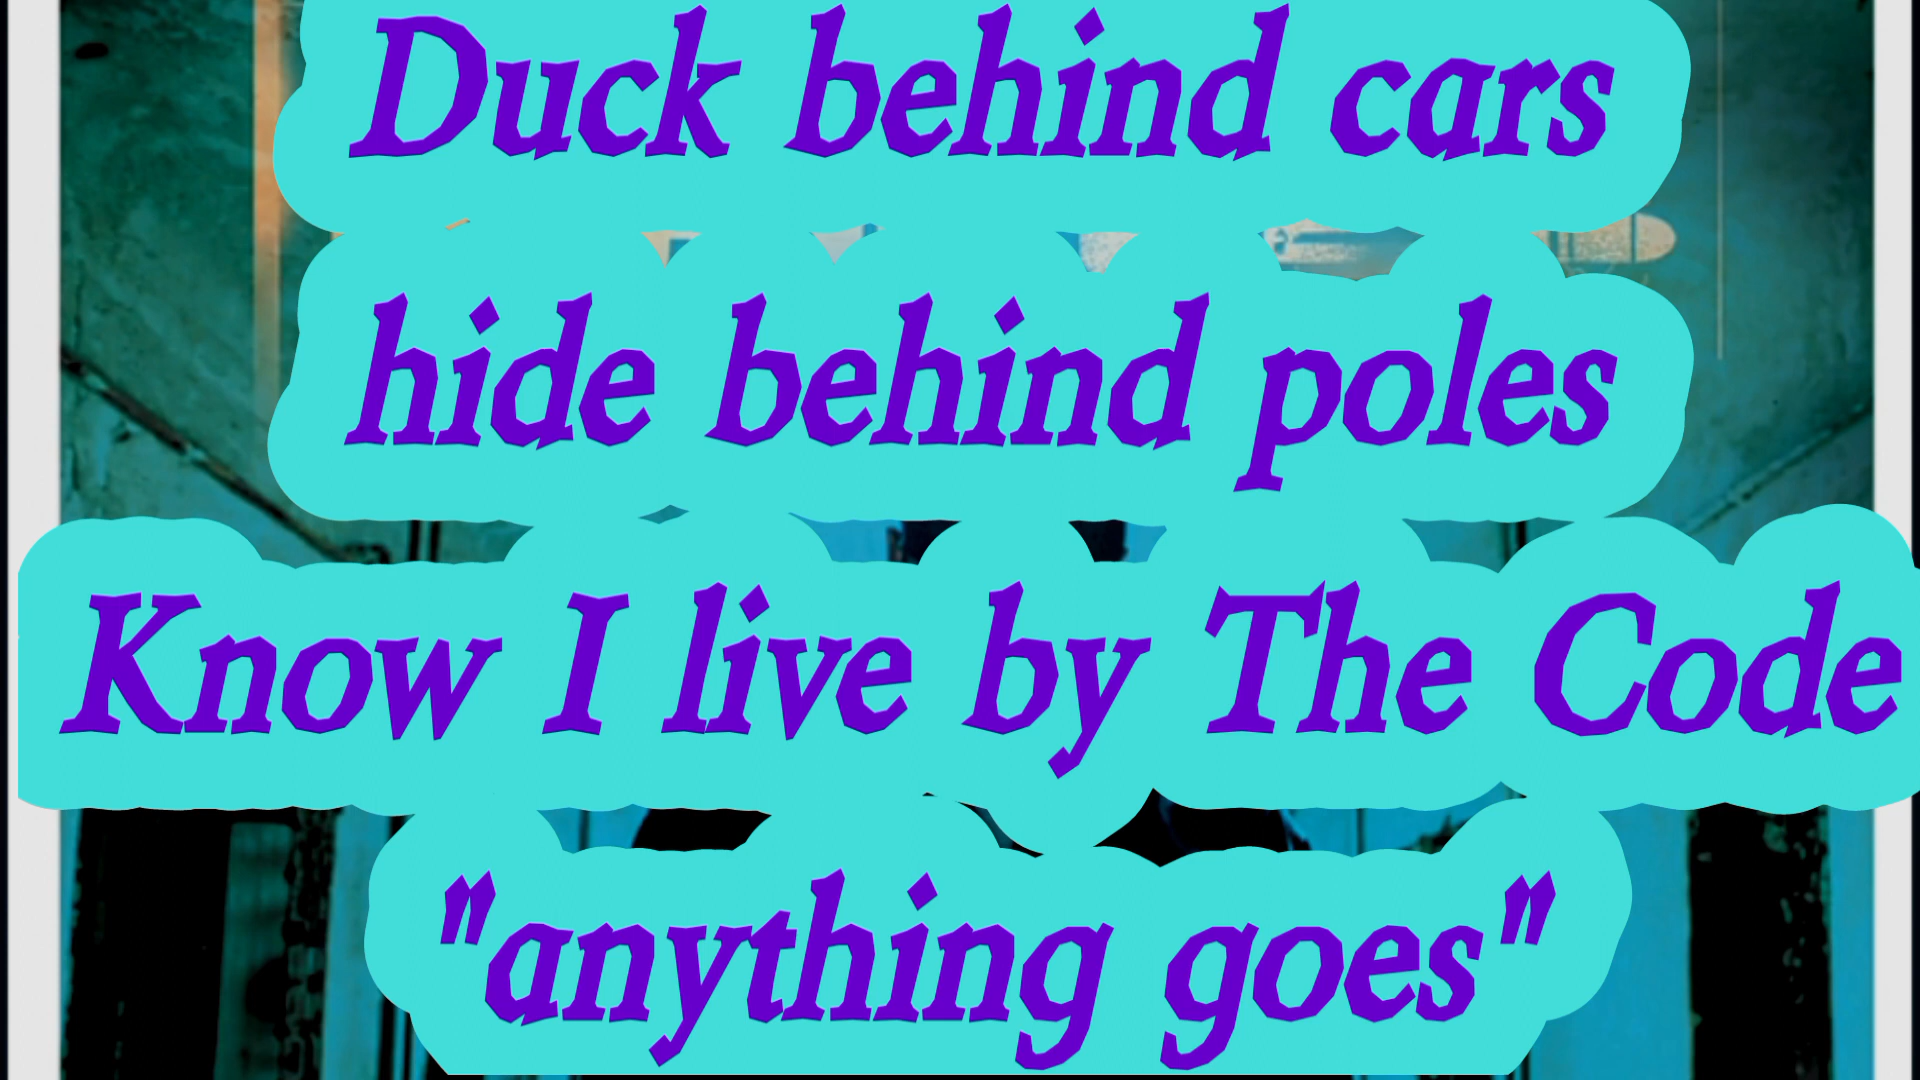 Duck behind cars
hide behind poles
Know I live by The Code
"anything goes"